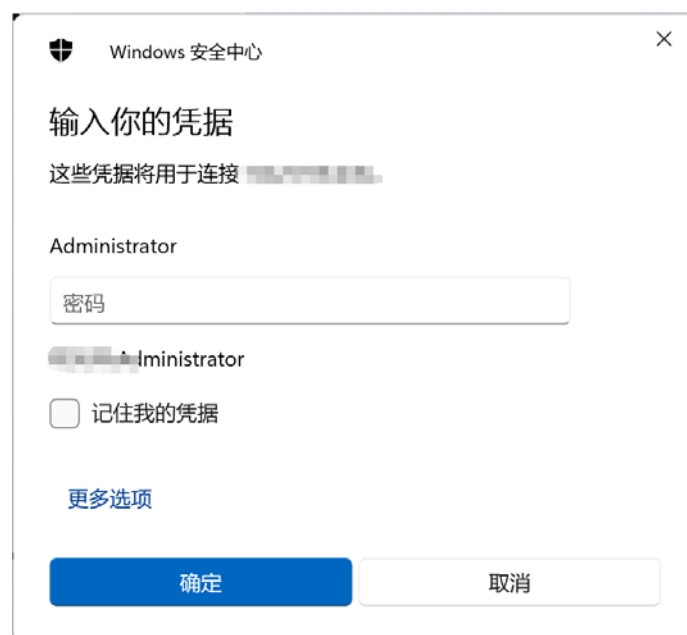 Windows 安全中心
输入你的凭据
这些凭据将用于连接
Administrator
密码
Administrator
记住我的凭据
更多选项
确定 取消